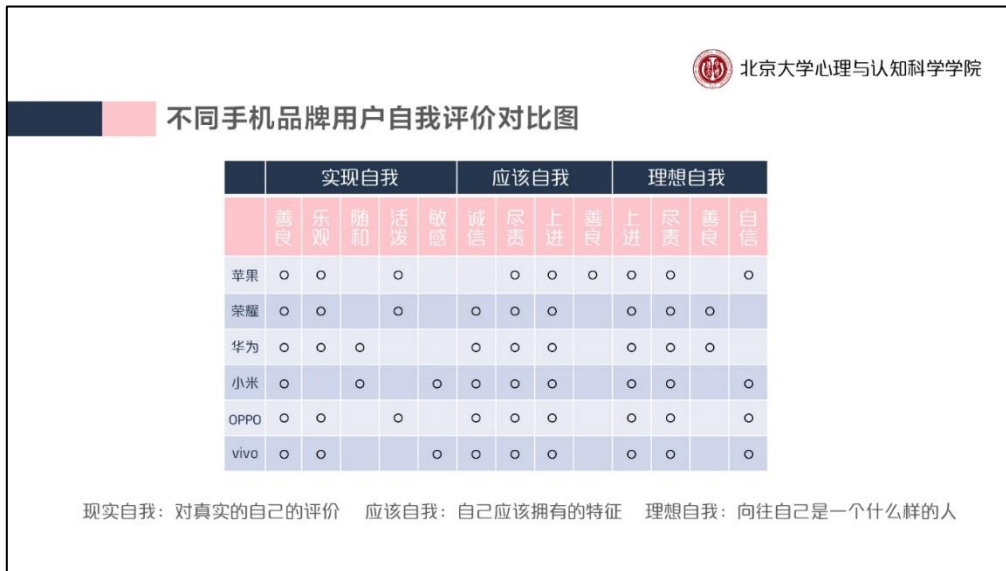 北京大学心理与认知科学学院
不同手机品牌用户自我评价对比图
实现自我 应该自我 理想自我
善良 乐观 随和 活泼 敏感 诚信 尽责 上进 善良 上进 尽责 善良 自信
苹果 ○ ○ ○ ○ ○ ○ ○ ○ ○
荣耀 ○ ○ ○ ○ ○ ○ ○ ○ ○
华为 ○ ○ ○ ○ ○ ○ ○ ○ ○
小米 ○ ○ ○ ○ ○ ○ ○ ○ ○
OPPO ○ ○ ○ ○ ○ ○ ○ ○ ○
vivo ○ ○ ○ ○ ○ ○ ○ ○ ○
现实自我：对真实的自己的评价 应该自我：自己应该拥有的特征 理想自我：向往自己是一个什么样的人